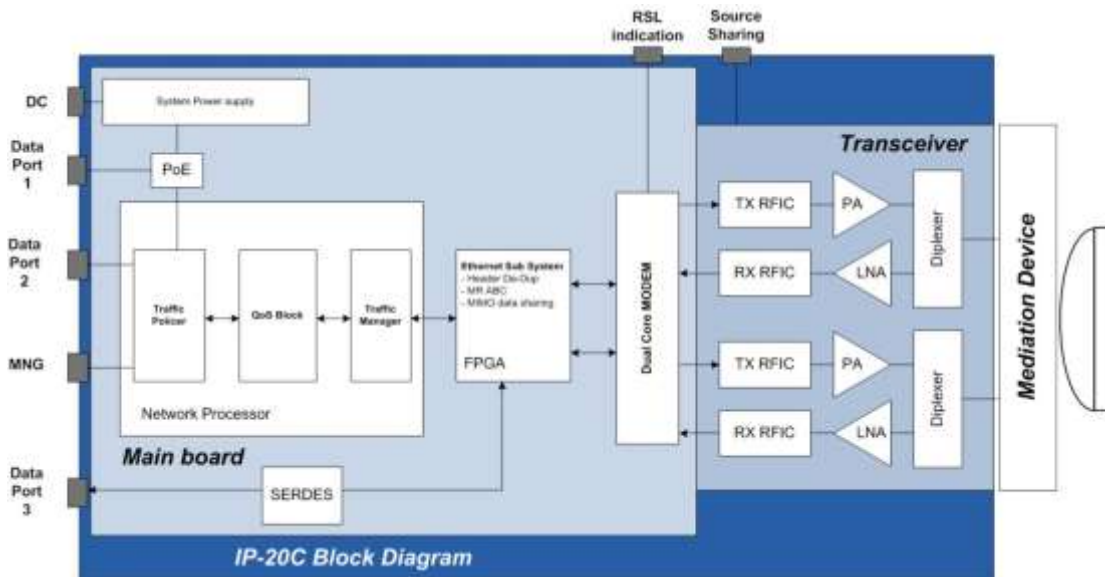 RSL
indication
Source
Sharing
DC
System Power supply
Data
Port
1
PoE
Transceiver
TX RFIC
PA
Diplexer
RX RFIC
LNA
Data
Port
2
Traffic
Policer
QoS Block
Traffic
Manager
Ethernet Sub System
- Header De-Dup
- MR ABC
- MIMO data sharing
FPGA
Dual Core MODEM
Mediation Device
MNG
Network Processor
TX RFIC
PA
Diplexer
RX RFIC
LNA
Main board
Data
Port
3
SERDES
IP-20C Block Diagram